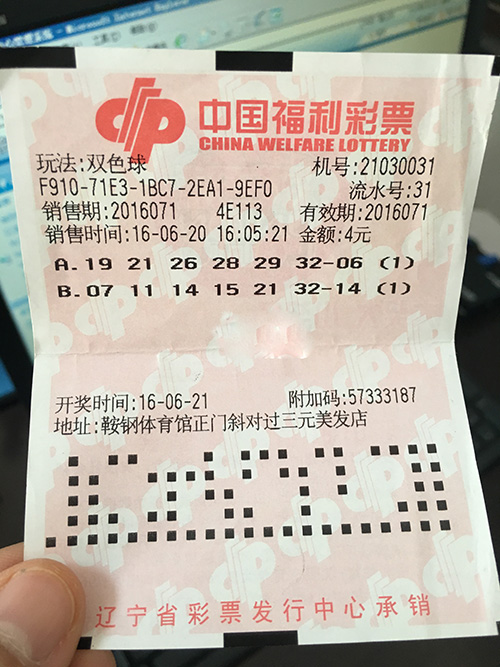 中国福利彩票
CHINA WELFARE LOTTERY
玩法:双色球 机号:21030031
F910-71E3-1BC7-2EA1-9EF0 流水号:31
销售期:2016071 4E113 有效期:2016071
销售时间:16-06-20 16:05:21 金额:4元
A.19 21 26 28 29 32-06 (1)
B.07 11 14 15 21 32-14 (1)
开奖时间:16-06-21 附加码:57333187
地址:鞍钢体育馆正门斜对过三元美发店
辽宁省彩票发行中心承销